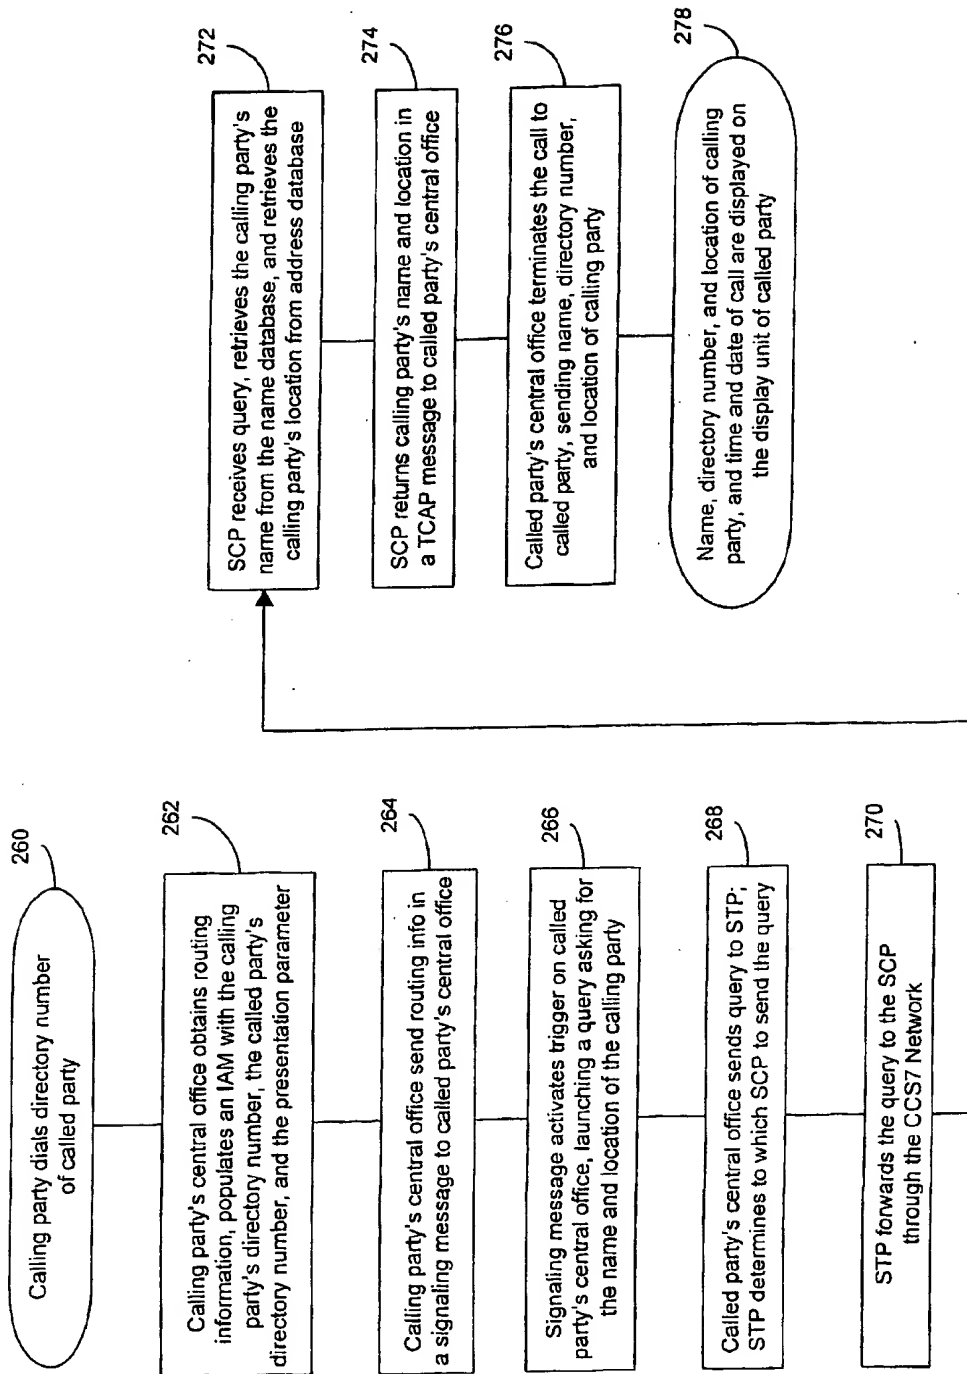 260
Calling party dials directory number
of called party
262
Calling party's central office obtains routing
information, populates an IAM with the calling
party's directory number, the called party's
directory number, and the presentation parameter
264
Calling party's central office send routing info in
a signaling message to called party's central office
266
Signaling message activates trigger on called
party's central office, launching a query asking for
the name and location of the calling party
268
Called party's central office sends query to STP;
STP determines to which SCP to send the query
270
STP forwards the query to the SCP
through the CCS7 Network
272
SCP receives query, retrieves the calling party's
name from the name database, and retrieves the
calling party's location from address database
274
SCP returns calling party's name and location in
a TCAP message to called party's central office
276
Called party's central office terminates the call to
called party, sending name, directory number,
and location of calling party
278
Name, directory number, and location of calling
party, and time and date of call are displayed on
the display unit of called party